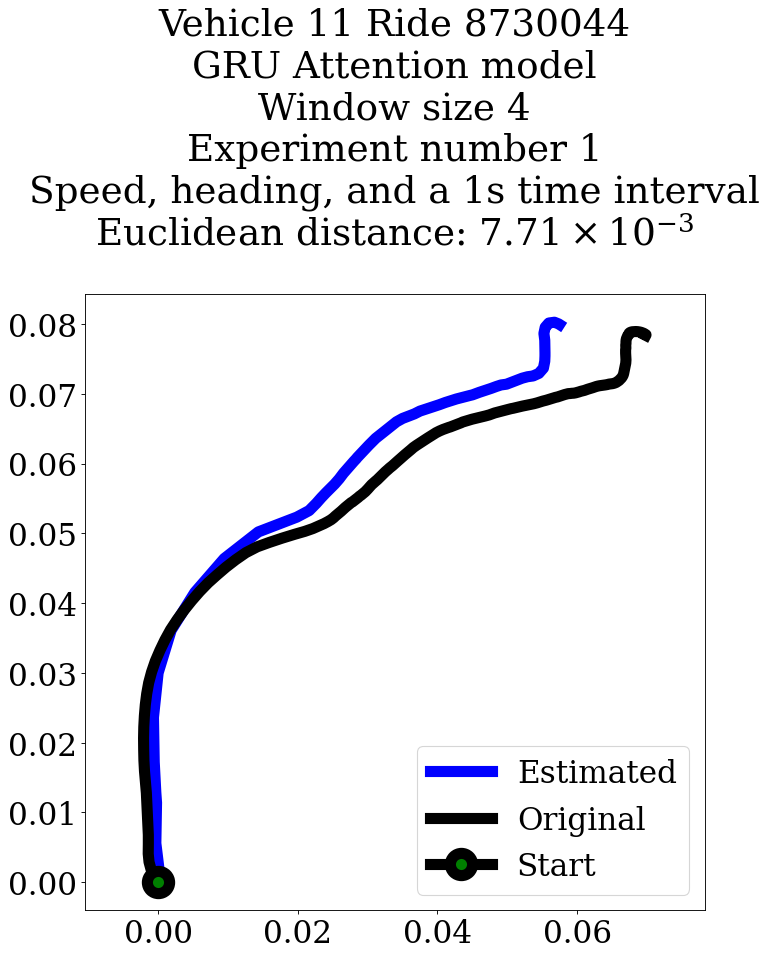 Vehicle 11 Ride 8730044
GRU Attention model
Window size 4
Experiment number 1
Speed, heading, and a 1s time interval
Euclidean distance: 7.71 × 10⁻³
0.08
0.07
0.06
0.05
0.04
0.03
0.02
0.01
0.00
Estimated
Original
Start
0.00 0.02 0.04 0.06